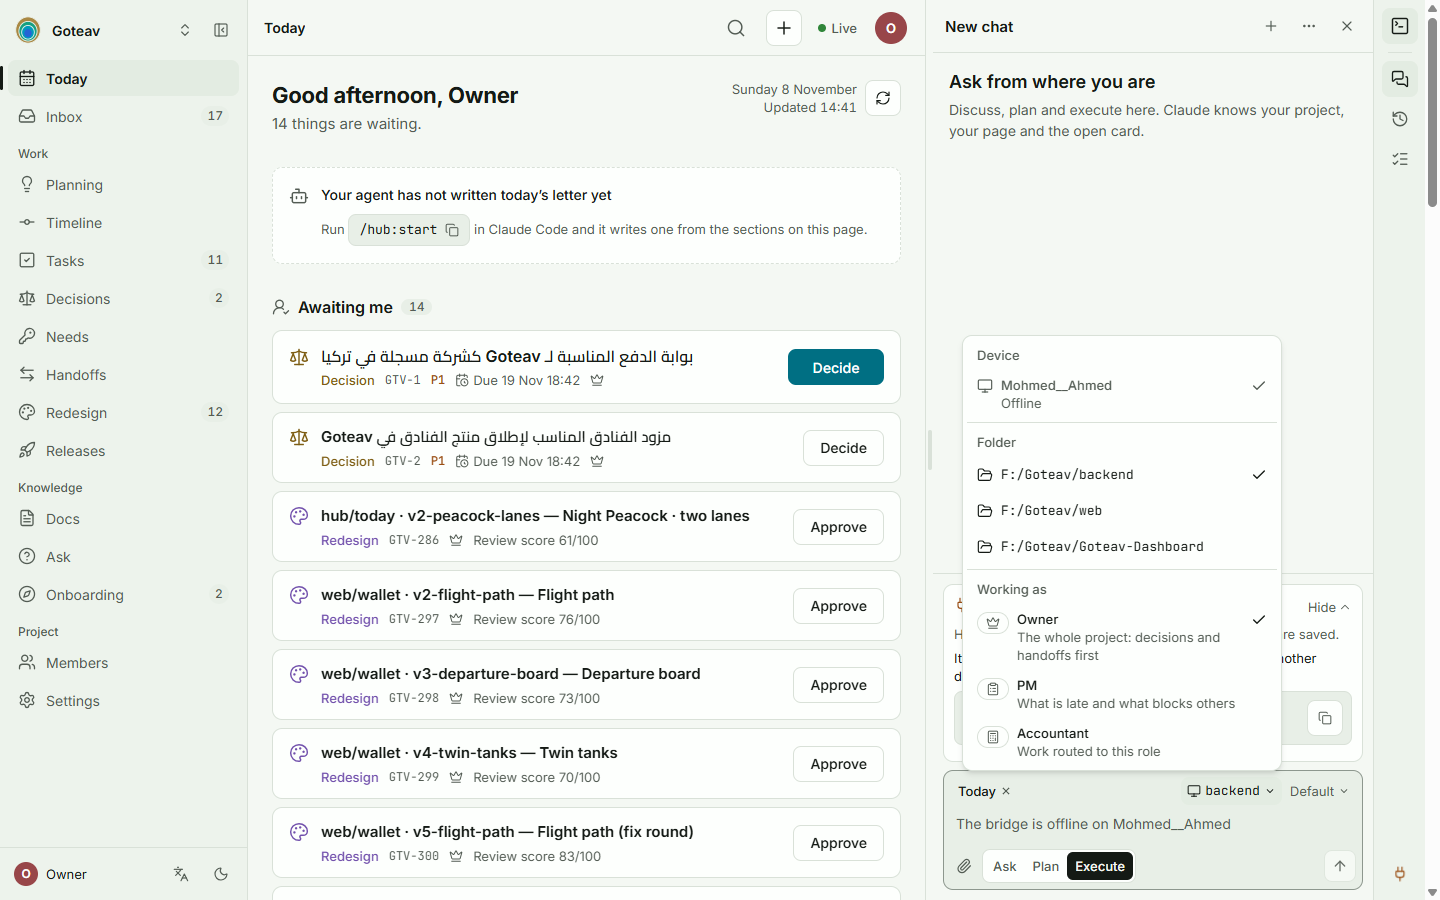 Goteav
Today
Inbox 17
Work
Planning
Timeline
Tasks 11
Decisions 2
Needs
Handoffs
Redesign 12
Releases
Knowledge
Docs
Ask
Onboarding 2
Project
Members
Settings
O Owner
Today
Live
O
Good afternoon, Owner
14 things are waiting.
Sunday 8 November
Updated 14:41
Your agent has not written today’s letter yet
Run /hub:start in Claude Code and it writes one from the sections on this page.
Awaiting me 14
بوابة الدفع المناسبة لـ Goteav كشركة مسجلة في تركيا
Decision GTV-1 P1 Due 19 Nov 18:42
Decide
مزود الفنادق المناسب لإطلاق منتج الفنادق في Goteav
Decision GTV-2 P1 Due 19 Nov 18:42
Decide
hub/today · v2-peacock-lanes — Night Peacock · two lanes
Redesign GTV-286 Review score 61/100
Approve
web/wallet · v2-flight-path — Flight path
Redesign GTV-297 Review score 76/100
Approve
web/wallet · v3-departure-board — Departure board
Redesign GTV-298 Review score 73/100
Approve
web/wallet · v4-twin-tanks — Twin tanks
Redesign GTV-299 Review score 70/100
Approve
web/wallet · v5-flight-path — Flight path (fix round)
Redesign GTV-300 Review score 83/100
Approve
New chat
Ask from where you are
Discuss, plan and execute here. Claude knows your project,
your page and the open card.
Device
Mohmed__Ahmed
Offline
Folder
F:/Goteav/backend
F:/Goteav/web
F:/Goteav/Goteav-Dashboard
Working as
Owner
The whole project: decisions and
handoffs first
PM
What is late and what blocks others
Accountant
Work routed to this role
Hide
re saved.
It
Today ×
backend
Default
The bridge is offline on Mohmed__Ahmed
Ask Plan Execute